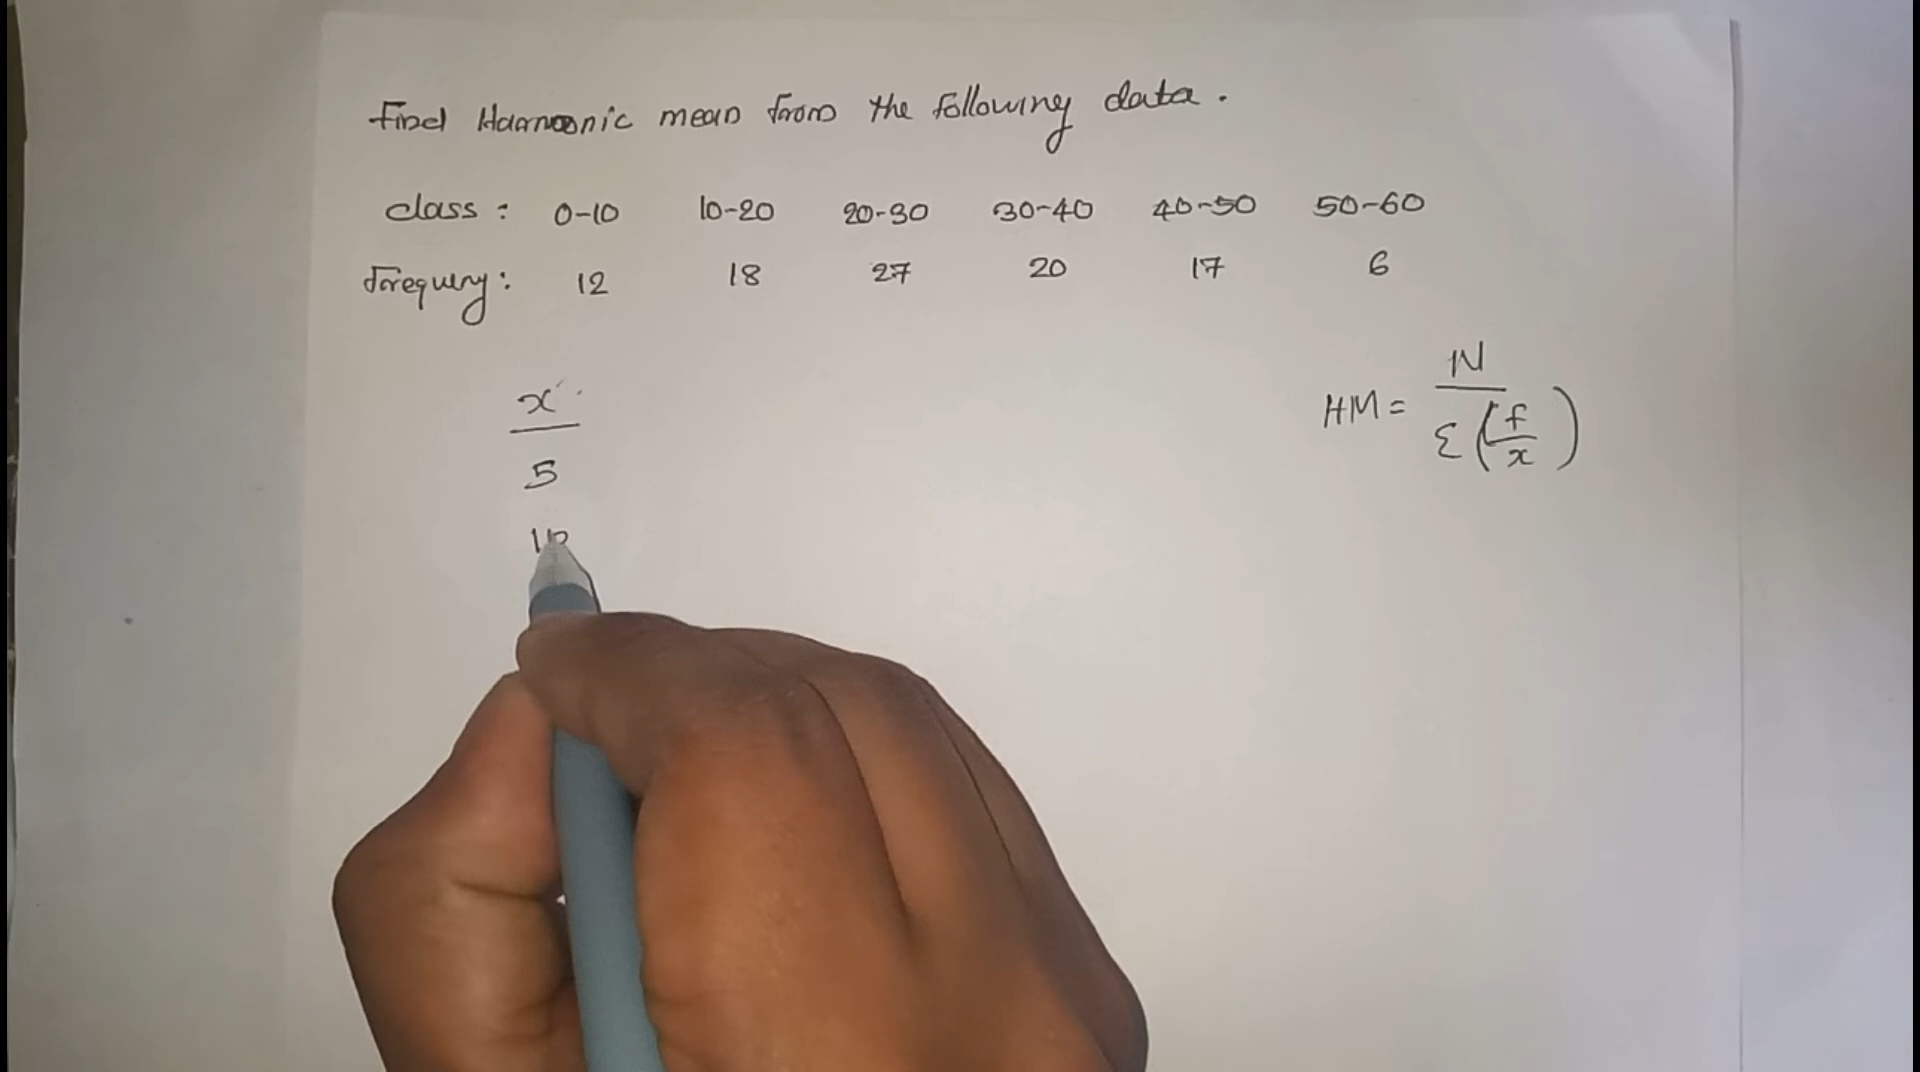 Find Harmonic mean from the following data.
class : 0-10 10-20 20-30 30-40 40-50 50-60
frequency : 12 18 27 20 17 6
x
5
HM = N / Σ (f/x)